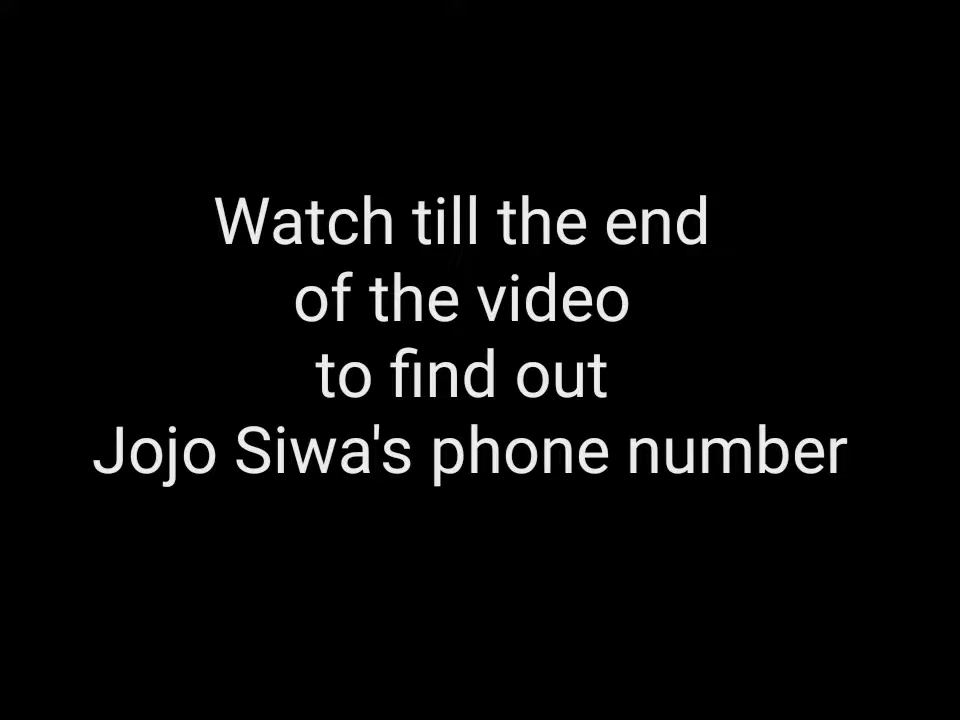 Watch till the end
of the video
to find out
Jojo Siwa's phone number